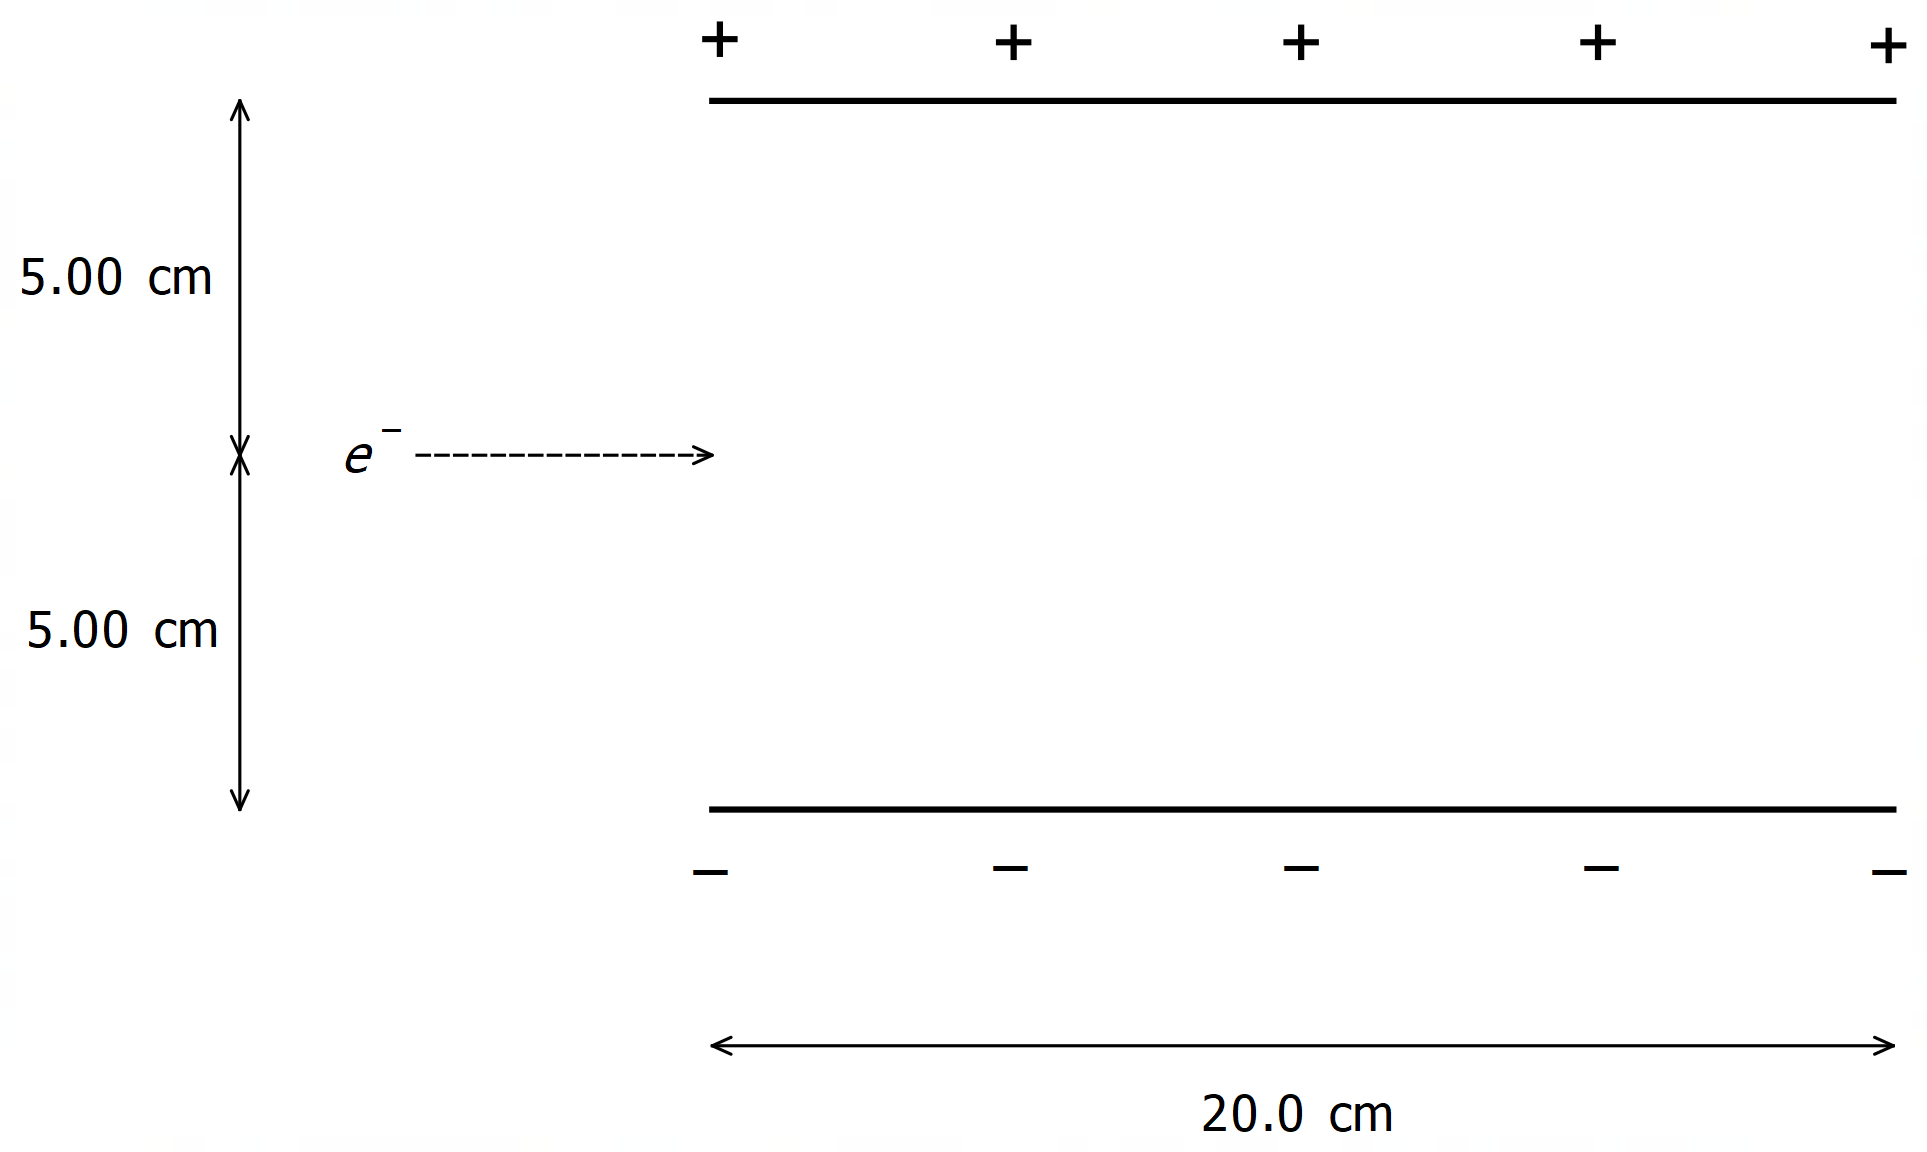 + + + + +
5.00 cm
e⁻
5.00 cm
− − − − −
20.0 cm